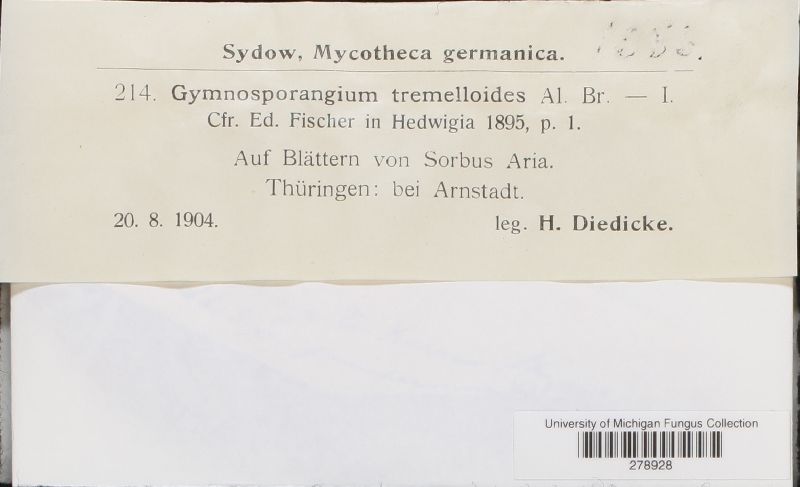 Sydow, Mycotheca germanica.
214. Gymnosporangium tremelloides Al. Br. — I.
Cfr. Ed. Fischer in Hedwigia 1895, p. 1.
Auf Blättern von Sorbus Aria.
Thüringen: bei Arnstadt.
20. 8. 1904. leg. H. Diedicke.
University of Michigan Fungus Collection
278928